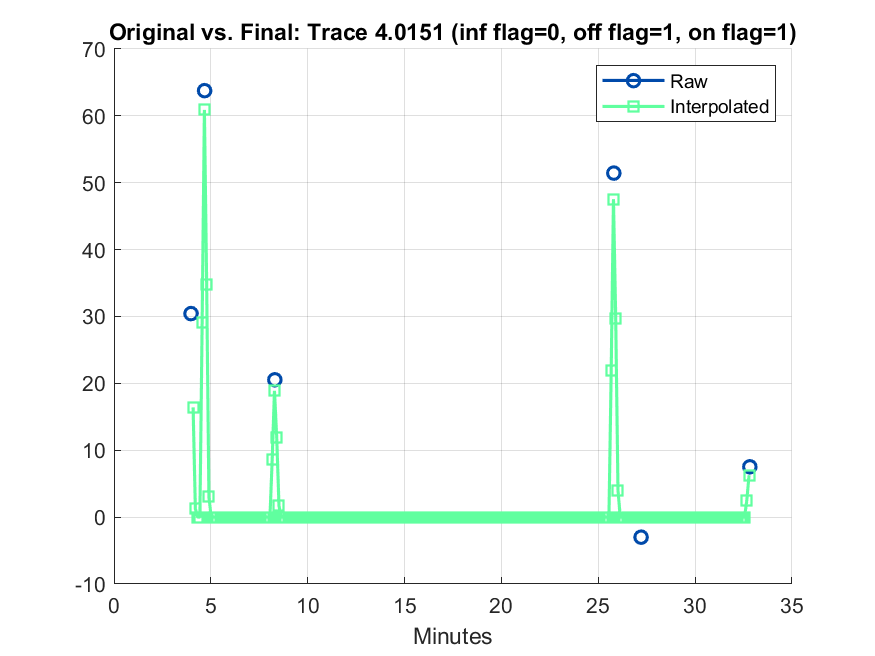 Original vs. Final: Trace 4.0151 (inf flag=0, off flag=1, on flag=1)
70
60
50
40
30
20
10
0
-10
Raw
Interpolated
0 5 10 15 20 25 30 35
Minutes